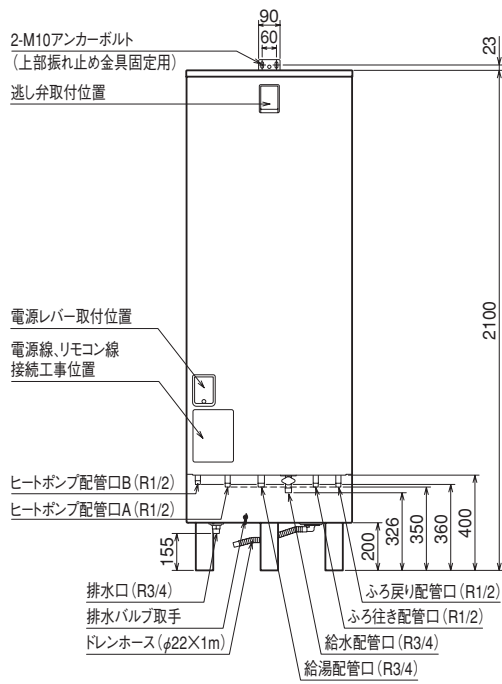 90
60
23
2-M10アンカーボルト
(上部振れ止め金具固定用)
逃し弁取付位置
2100
電源レバー取付位置
電源線、リモコン線
接続工事位置
ヒートポンプ配管口B(R1/2)
ヒートポンプ配管口A(R1/2)
155
200
326
350
360
400
排水口(R3/4)
排水バルブ取手
ドレンホース(φ22×1m)
ふろ戻り配管口(R1/2)
ふろ往き配管口(R1/2)
給水配管口(R3/4)
給湯配管口(R3/4)